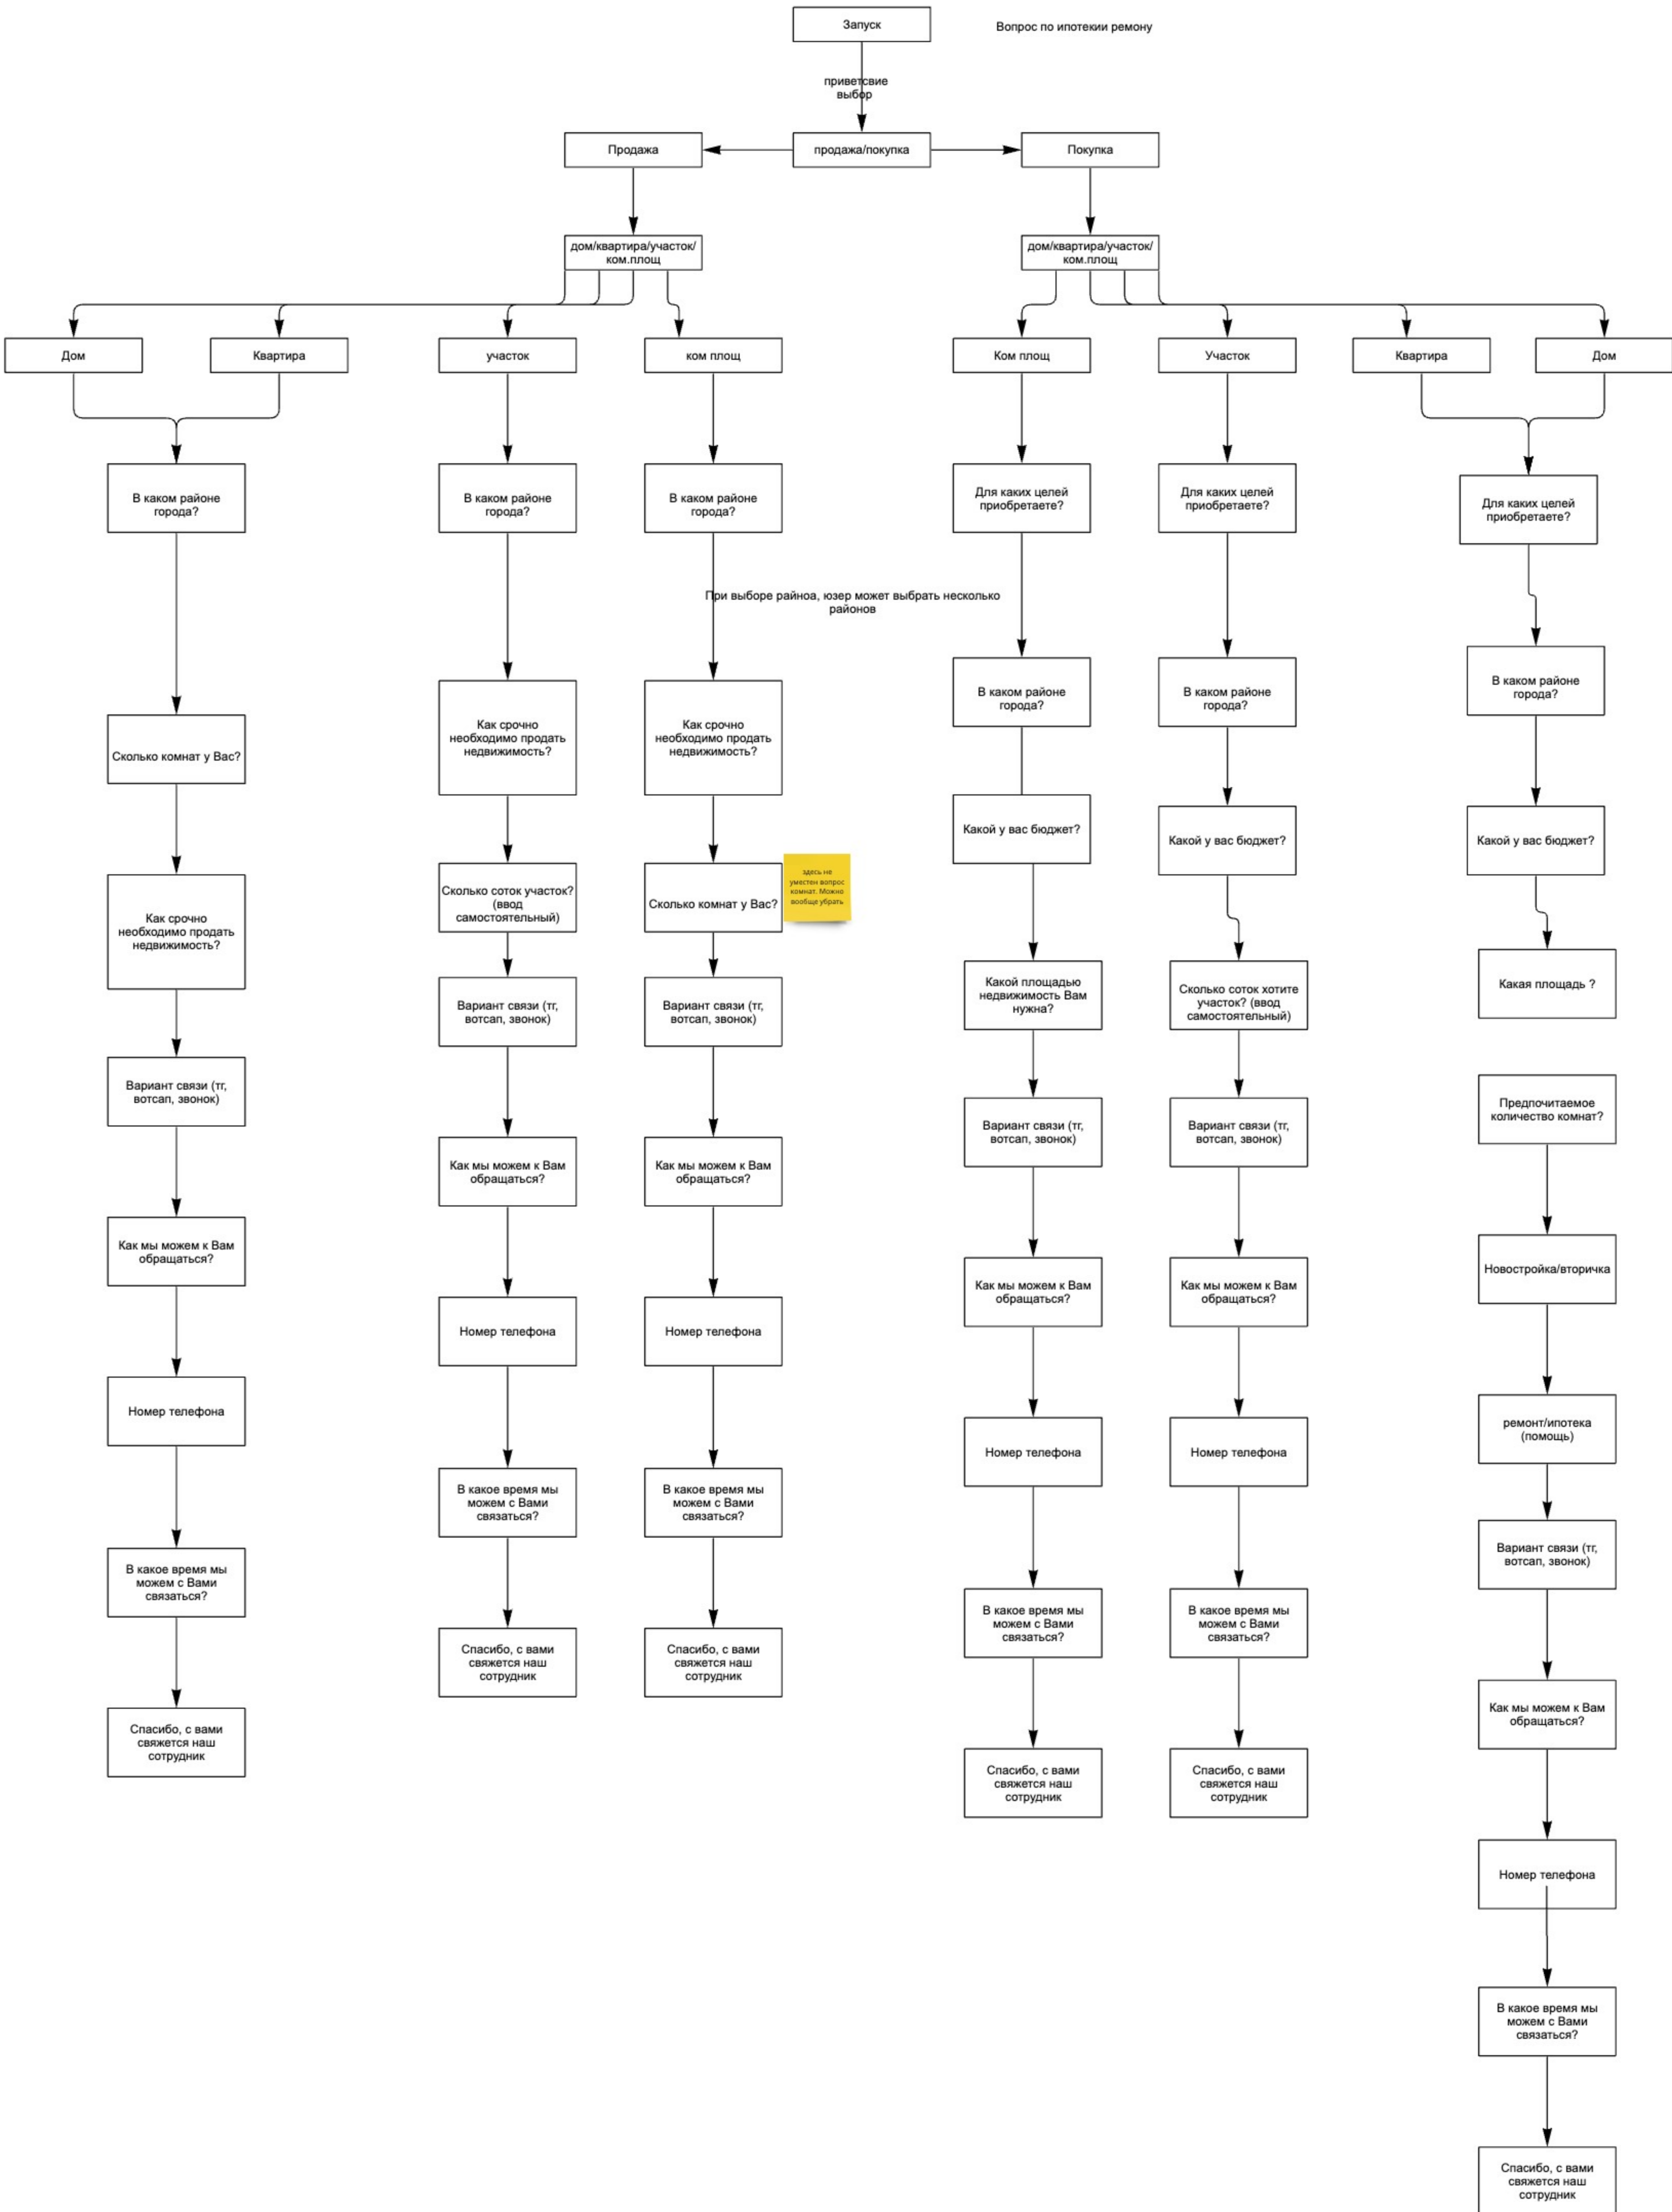 Запуск
Вопрос по ипотекии ремону
приветсвие
выбор
Продажа
продажа/покупка
Покупка
дом/квартира/участок/
ком.площ
дом/квартира/участок/
ком.площ
Дом
Квартира
участок
ком площ
Ком площ
Участок
Квартира
Дом
В каком районе
города?
Сколько комнат у Вас?
Как срочно
необходимо продать
недвижимость?
Вариант связи (тг,
вотсап, звонок)
Как мы можем к Вам
обращаться?
Номер телефона
В какое время мы
можем с Вами
связаться?
Спасибо, с вами
свяжется наш
сотрудник
В каком районе
города?
Как срочно
необходимо продать
недвижимость?
Сколько соток участок?
(ввод
самостоятельный)
Вариант связи (тг,
вотсап, звонок)
Как мы можем к Вам
обращаться?
Номер телефона
В какое время мы
можем с Вами
связаться?
Спасибо, с вами
свяжется наш
сотрудник
В каком районе
города?
При выборе райноа, юзер может выбрать несколько
районов
Как срочно
необходимо продать
недвижимость?
Сколько комнат у Вас?
здесь не
уместен вопрос
комнат. Можно
вообще убрать
Вариант связи (тг,
вотсап, звонок)
Как мы можем к Вам
обращаться?
Номер телефона
В какое время мы
можем с Вами
связаться?
Спасибо, с вами
свяжется наш
сотрудник
Для каких целей
приобретаете?
В каком районе
города?
Какой у вас бюджет?
Какой площадью
недвижимость Вам
нужна?
Вариант связи (тг,
вотсап, звонок)
Как мы можем к Вам
обращаться?
Номер телефона
В какое время мы
можем с Вами
связаться?
Спасибо, с вами
свяжется наш
сотрудник
Для каких целей
приобретаете?
В каком районе
города?
Какой у вас бюджет?
Сколько соток хотите
участок? (ввод
самостоятельный)
Вариант связи (тг,
вотсап, звонок)
Как мы можем к Вам
обращаться?
Номер телефона
В какое время мы
можем с Вами
связаться?
Спасибо, с вами
свяжется наш
сотрудник
Для каких целей
приобретаете?
В каком районе
города?
Какой у вас бюджет?
Какая площадь ?
Предпочитаемое
количество комнат?
Новостройка/вторичка
ремонт/ипотека
(помощь)
Вариант связи (тг,
вотсап, звонок)
Как мы можем к Вам
обращаться?
Номер телефона
В какое время мы
можем с Вами
связаться?
Спасибо, с вами
свяжется наш
сотрудник